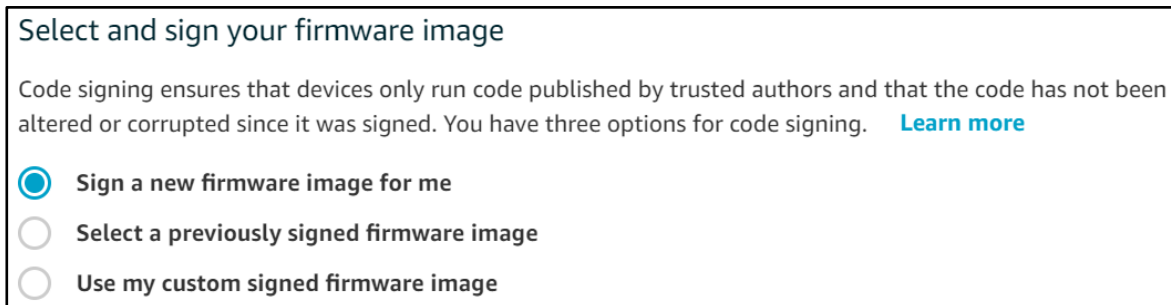 Select and sign your firmware image
Code signing ensures that devices only run code published by trusted authors and that the code has not been
altered or corrupted since it was signed. You have three options for code signing. Learn more
Sign a new firmware image for me
Select a previously signed firmware image
Use my custom signed firmware image